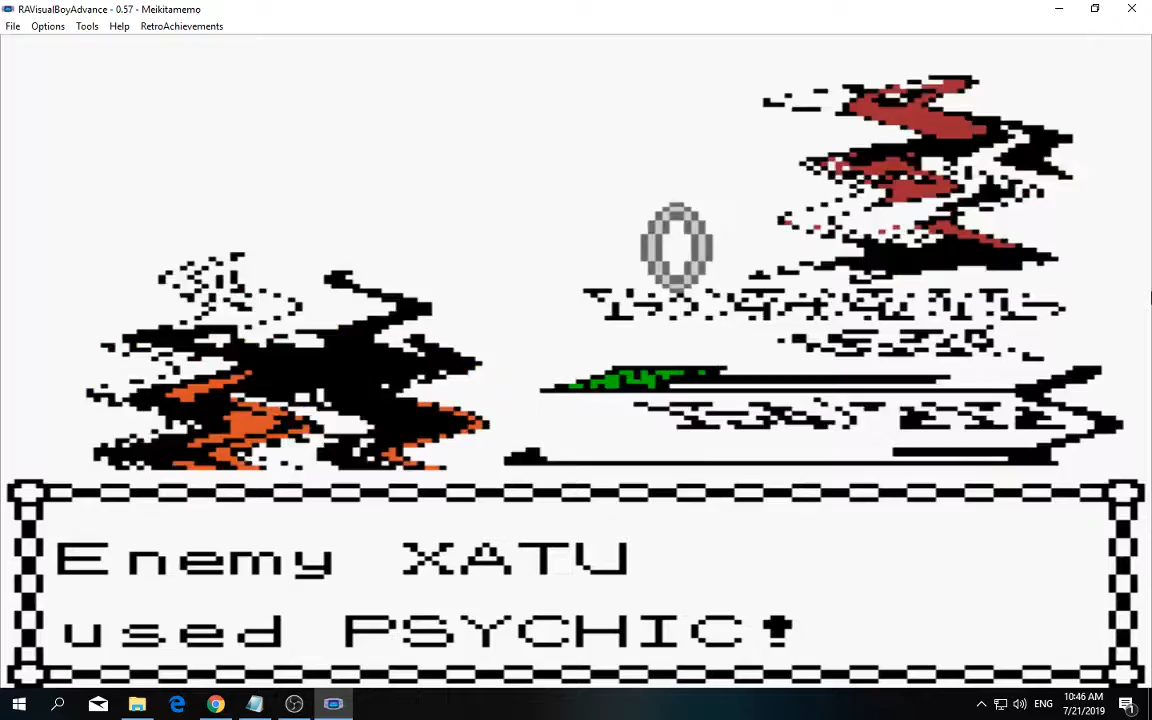 RAVisualBoyAdvance - 0.57 - Meikitamemo
File Options Tools Help RetroAchievements
Enemy XATU
used PSYCHIC!
ENG
10:46 AM
7/21/2019
1